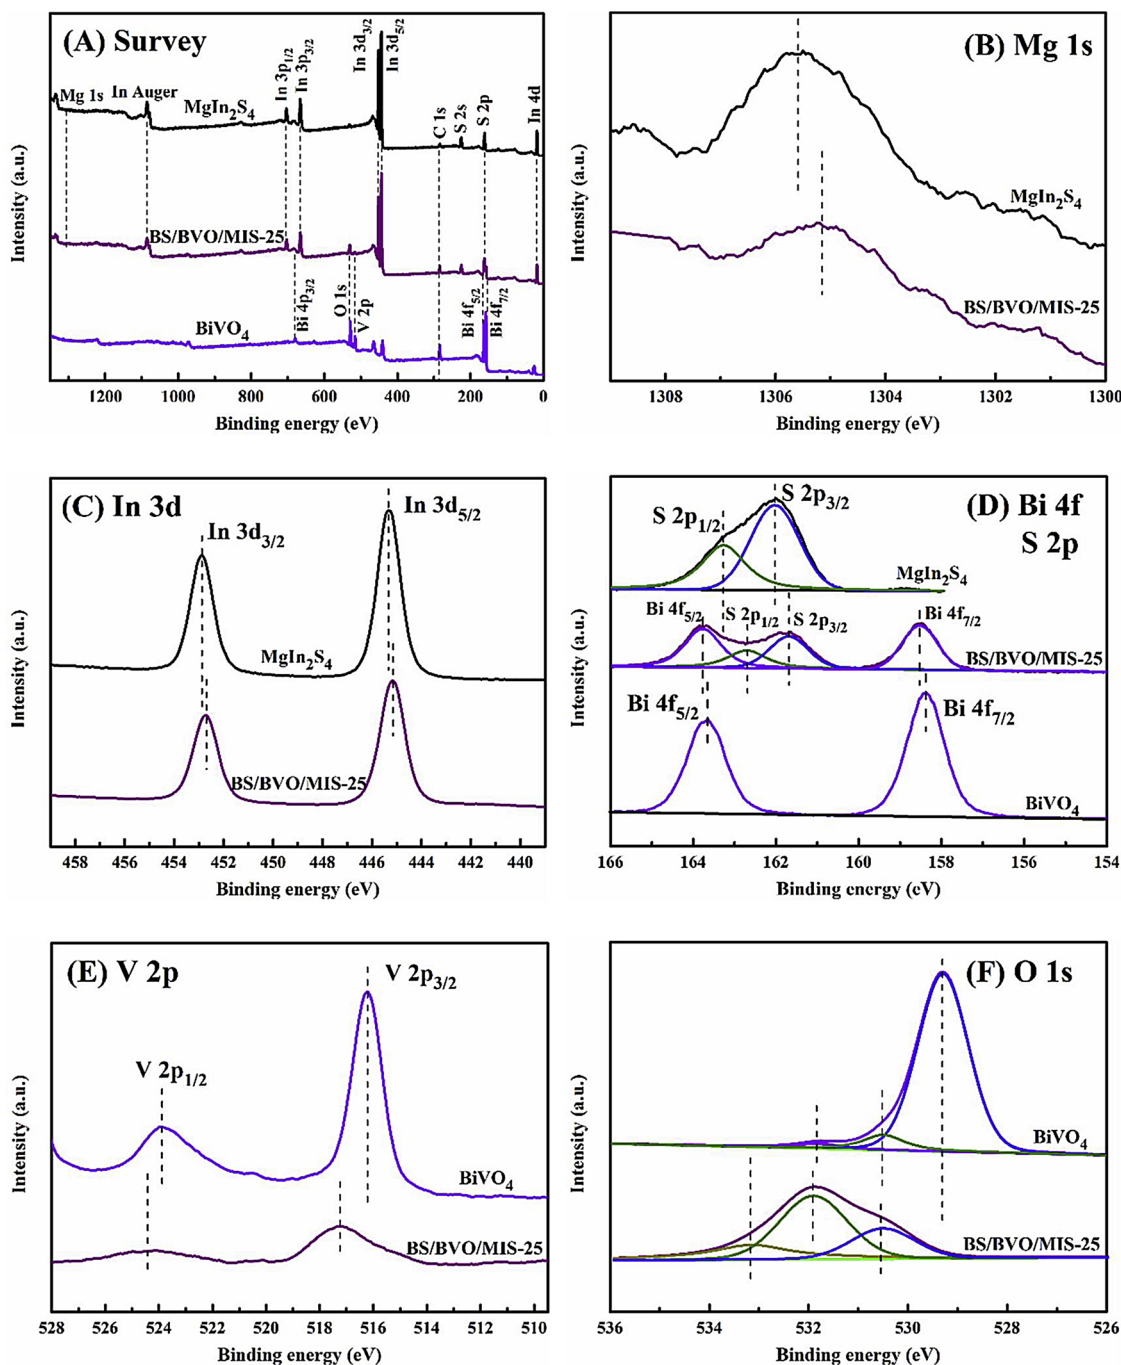 (A) Survey
Mg 1s
In Auger
MgIn2S4
In 3p1/2
In 3p3/2
In 3d3/2
In 3d5/2
C 1s
S 2s
S 2p
In 4d
BS/BVO/MIS-25
Bi 4p3/2
O 1s
V 2p
Bi 4f5/2
Bi 4f7/2
BiVO4
Intensity (a.u.)
1200 1000 800 600 400 200 0
Binding energy (eV)
(B) Mg 1s
MgIn2S4
BS/BVO/MIS-25
Intensity (a.u.)
1308 1306 1304 1302 1300
Binding energy (eV)
(C) In 3d
In 3d3/2
In 3d5/2
MgIn2S4
BS/BVO/MIS-25
Intensity (a.u.)
458 456 454 452 450 448 446 444 442 440
Binding energy (eV)
(D) Bi 4f
S 2p
S 2p1/2
S 2p3/2
MgIn2S4
Bi 4f5/2
S 2p1/2
S 2p3/2
Bi 4f7/2
BS/BVO/MIS-25
Bi 4f5/2
Bi 4f7/2
BiVO4
Intensity (a.u.)
166 164 162 160 158 156 154
Binding energy (eV)
(E) V 2p
V 2p3/2
V 2p1/2
BiVO4
BS/BVO/MIS-25
Intensity (a.u.)
528 526 524 522 520 518 516 514 512 510
Binding energy (eV)
(F) O 1s
BiVO4
BS/BVO/MIS-25
Intensity (a.u.)
536 534 532 530 528 526
Binding energy (eV)